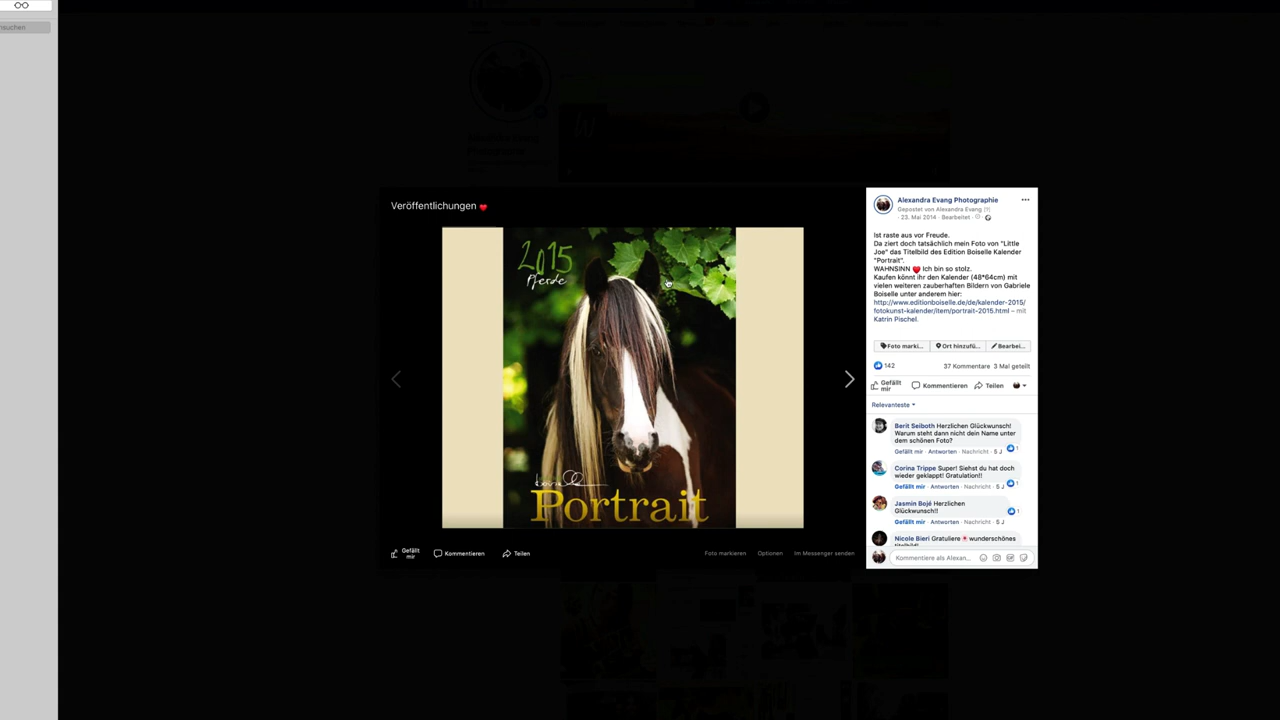 suchen
Veröffentlichungen ❤
2015
Pferde
boiselle
Portrait
Gefällt
mir
Kommentieren
Teilen
Foto markieren
Optionen
Im Messenger senden
Alexandra Evang Photographie
Gepostet von Alexandra Evang [?]
· 23. Mai 2014 · Bearbeitet ·
Ist raste aus vor Freude.
Da ziert doch tatsächlich mein Foto von "Little
Joe" das Titelbild des Edition Boiselle Kalender
"Portrait".
WAHNSINN ❤ Ich bin so stolz.
Kaufen könnt ihr den Kalender (48*64cm) mit
vielen weiteren zauberhaften Bildern von Gabriele
Boiselle unter anderem hier:
http://www.editionboiselle.de/de/kalender-2015/
fotokunst-kalender/item/portrait-2015.html – mit
Katrin Pischel.
Foto marki...
Ort hinzufü...
Bearbei...
142
37 Kommentare 3 Mal geteilt
Gefällt
mir
Kommentieren
Teilen
Relevanteste
Berit Seiboth Herzlichen Glückwunsch!
Warum steht dann nicht dein Name unter
dem schönen Foto?
Gefällt mir · Antworten · Nachricht · 5 J
1
Corina Trippe Super! Siehst du hat doch
wieder geklappt! Gratulation!!
Gefällt mir · Antworten · Nachricht · 5 J
1
Jasmin Bojé Herzlichen
Glückwunsch!!
Gefällt mir · Antworten · Nachricht · 5 J
1
Nicole Bieri Gratuliere 💐 wunderschönes
titelbild!
Kommentiere als Alexan...